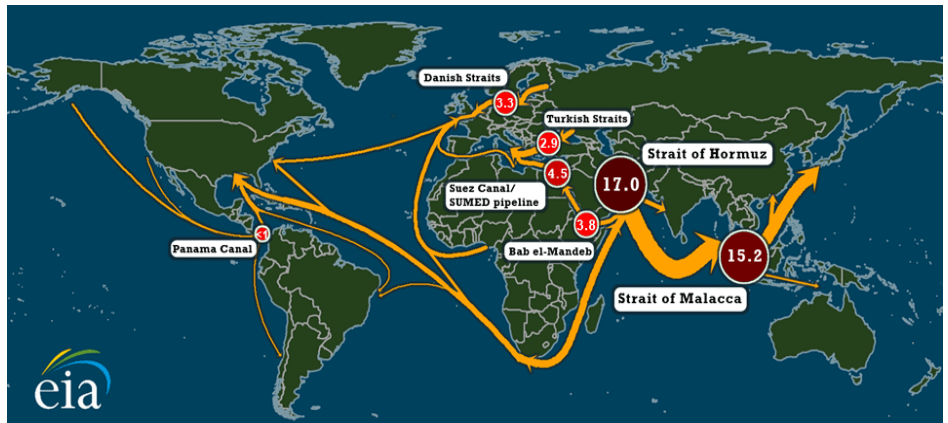 Danish Straits
3.3
Turkish Straits
2.9
Strait of Hormuz
17.0
4.5
Suez Canal/
SUMED pipeline
3.8
Bab el-Mandeb
<1
Panama Canal
15.2
Strait of Malacca
eia